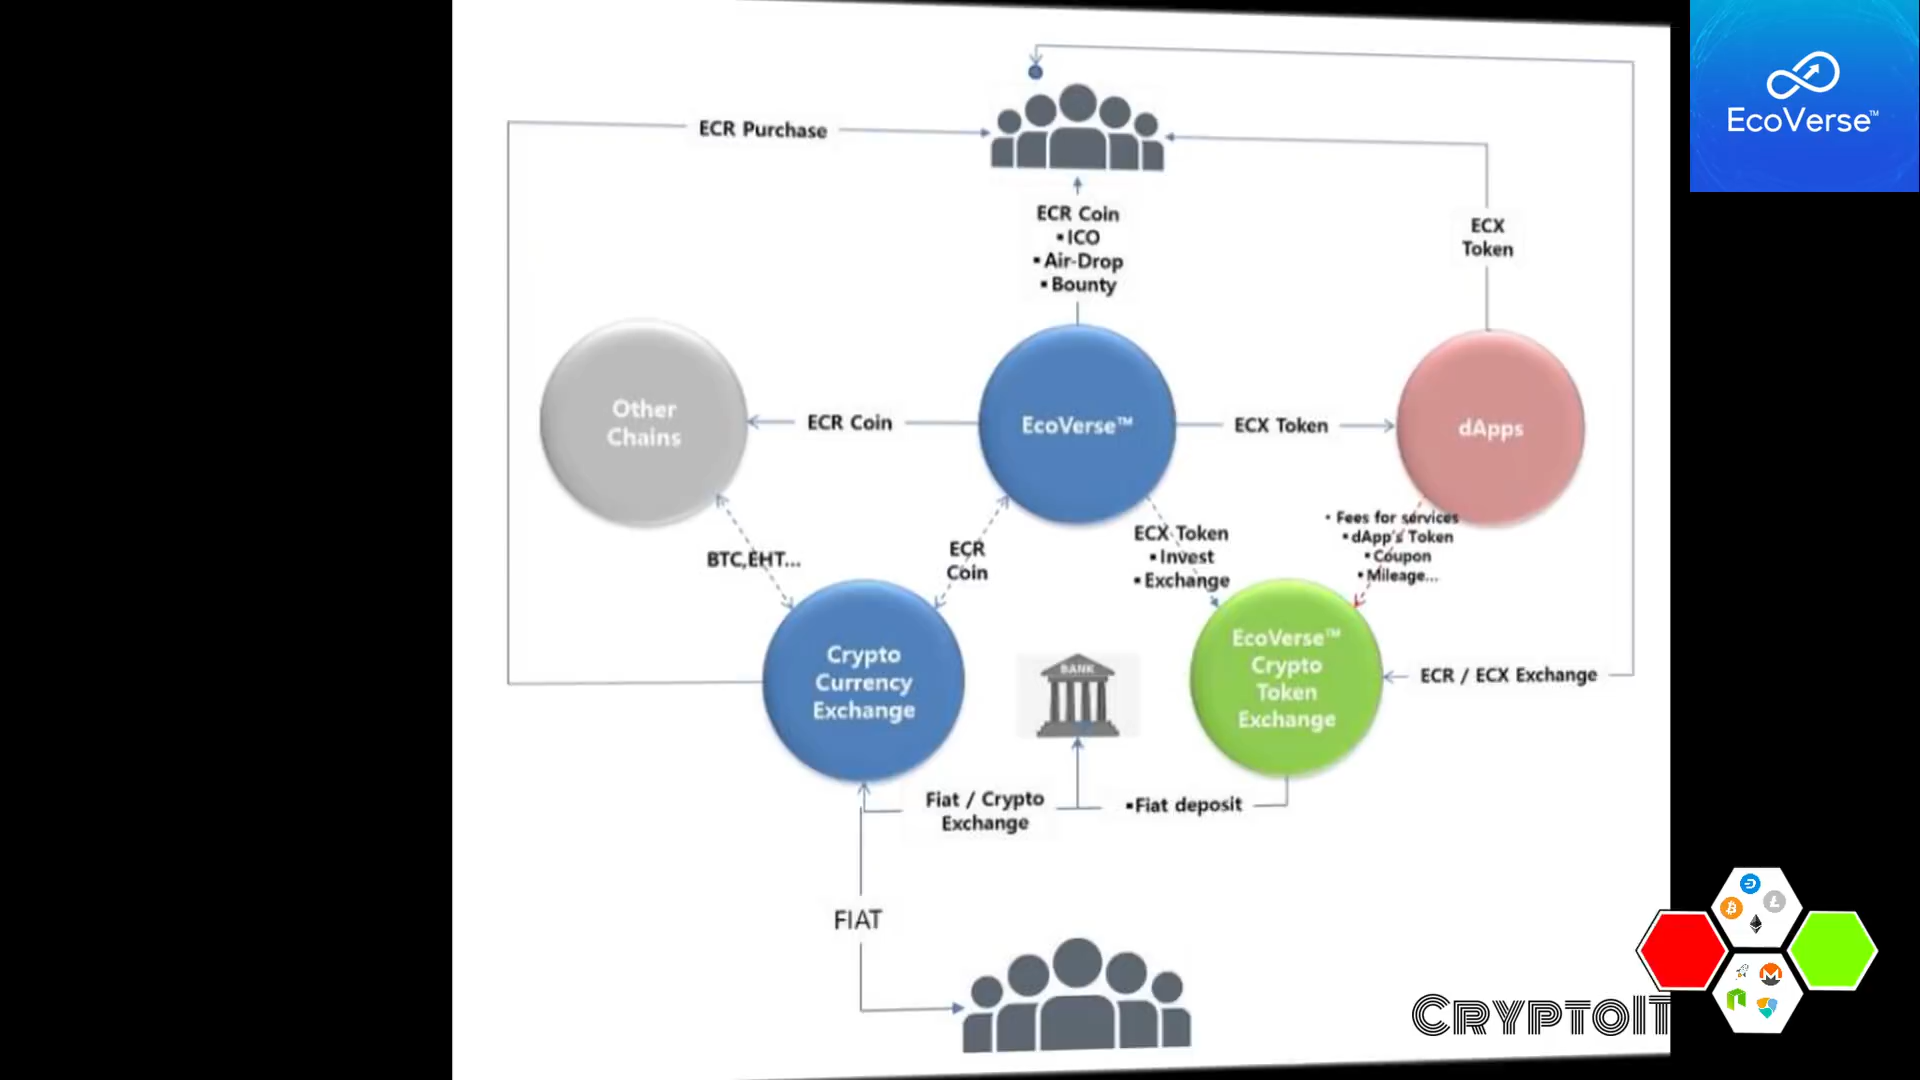 EcoVerse™
ECR Purchase
ECR Coin
▪ICO
▪Air-Drop
▪Bounty
ECX
Token
Other
Chains
ECR Coin
EcoVerse™
ECX Token
dApps
BTC,EHT...
ECR
Coin
ECX Token
▪Invest
▪Exchange
• Fees for services
▪dApp's Token
▪Coupon
▪Mileage...
Crypto
Currency
Exchange
BANK
EcoVerse™
Crypto
Token
Exchange
ECR / ECX Exchange
Fiat / Crypto
Exchange
▪Fiat deposit
FIAT
CRYPTOIT